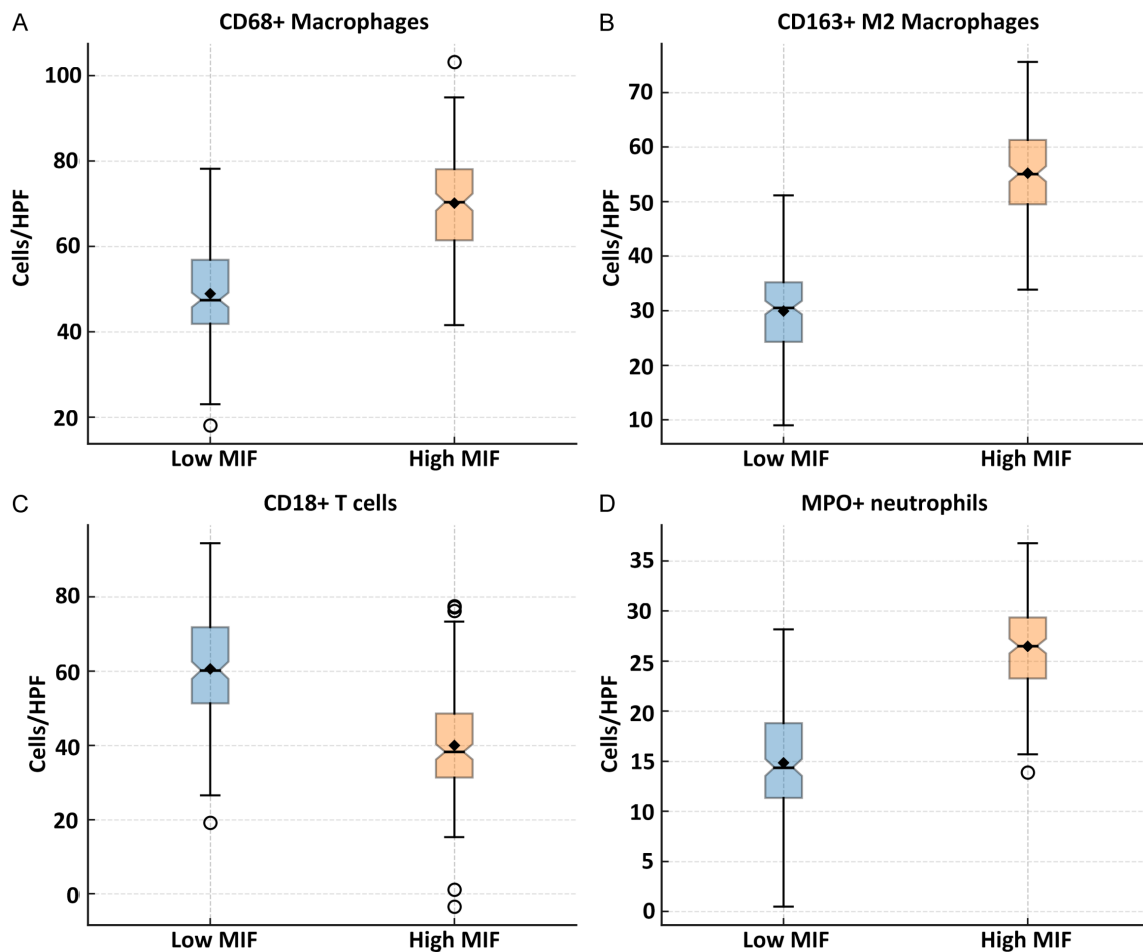 A
CD68+ Macrophages
Cells/HPF
100
80
60
40
20
Low MIF
High MIF
B
CD163+ M2 Macrophages
Cells/HPF
70
60
50
40
30
20
10
Low MIF
High MIF
C
CD18+ T cells
Cells/HPF
80
60
40
20
0
Low MIF
High MIF
D
MPO+ neutrophils
Cells/HPF
35
30
25
20
15
10
5
0
Low MIF
High MIF